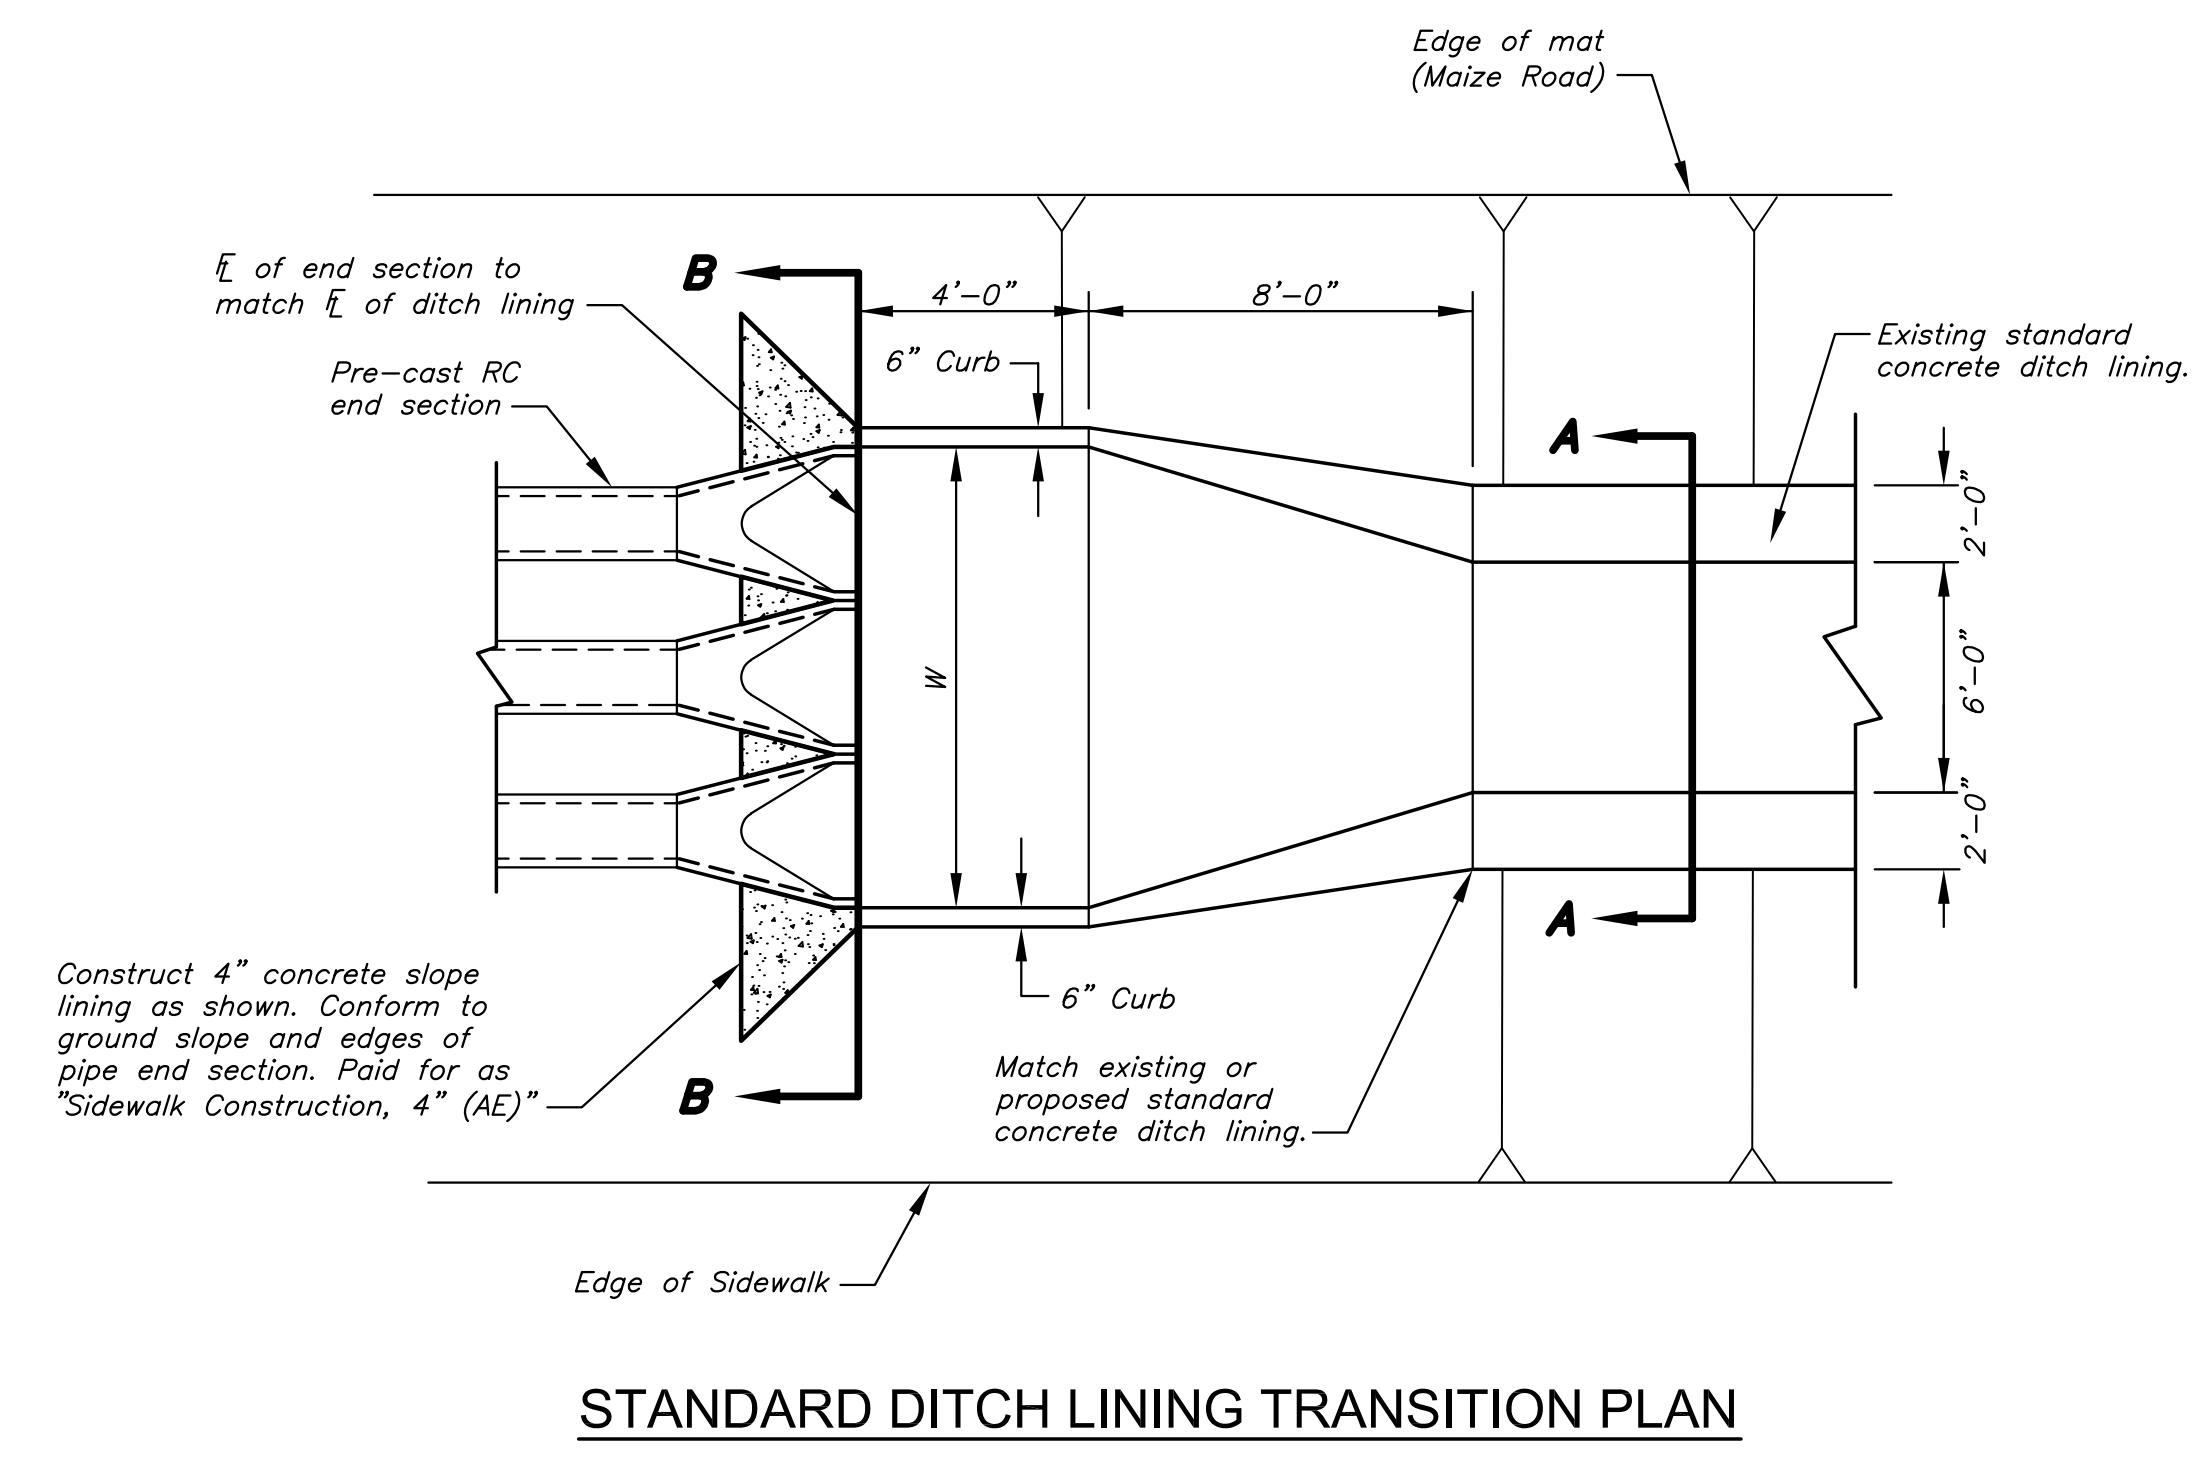 Edge of mat
(Maize Road)
℄ of end section to
match ℄ of ditch lining
B
4'-0"
8'-0"
Existing standard
concrete ditch lining.
6" Curb
Pre-cast RC
end section
A
2'-0"
W
6'-0"
2'-0"
A
Construct 4" concrete slope
lining as shown. Conform to
ground slope and edges of
pipe end section. Paid for as
"Sidewalk Construction, 4" (AE)"
6" Curb
B
Match existing or
proposed standard
concrete ditch lining.
Edge of Sidewalk
STANDARD DITCH LINING TRANSITION PLAN